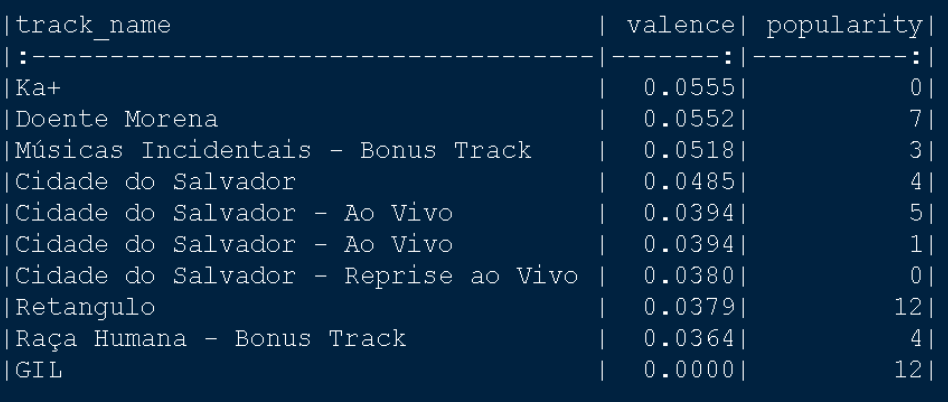 |track_name                          | valence| popularity|
|:-----------------------------------|-------:|----------:|
|Ka+                                 |  0.0555|          0|
|Doente Morena                       |  0.0552|          7|
|Músicas Incidentais - Bonus Track   |  0.0518|          3|
|Cidade do Salvador                  |  0.0485|          4|
|Cidade do Salvador - Ao Vivo        |  0.0394|          5|
|Cidade do Salvador - Ao Vivo        |  0.0394|          1|
|Cidade do Salvador - Reprise ao Vivo |  0.0380|          0|
|Retangulo                           |  0.0379|         12|
|Raça Humana - Bonus Track           |  0.0364|          4|
|GIL                                 |  0.0000|         12|